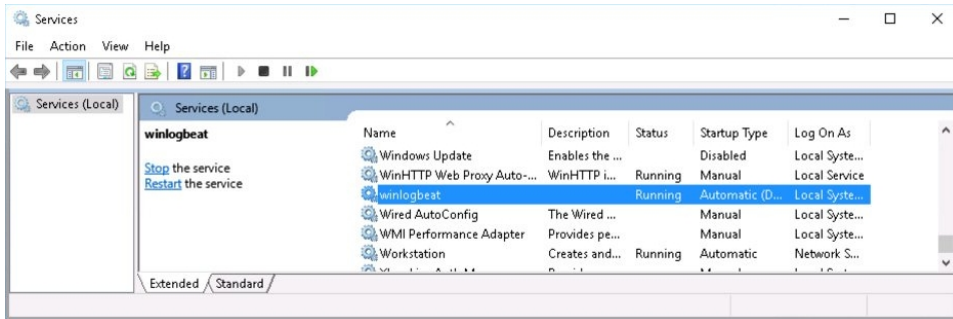 Services
File Action View Help
Services (Local)
Services (Local)
winlogbeat
Stop the service
Restart the service
Name Description Status Startup Type Log On As
Windows Update Enables the ... Disabled Local Syste...
WinHTTP Web Proxy Auto-... WinHTTP i... Running Manual Local Service
winlogbeat Running Automatic (D... Local Syste...
Wired AutoConfig The Wired ... Manual Local Syste...
WMI Performance Adapter Provides pe... Manual Local Syste...
Workstation Creates and... Running Automatic Network S...
Extended Standard